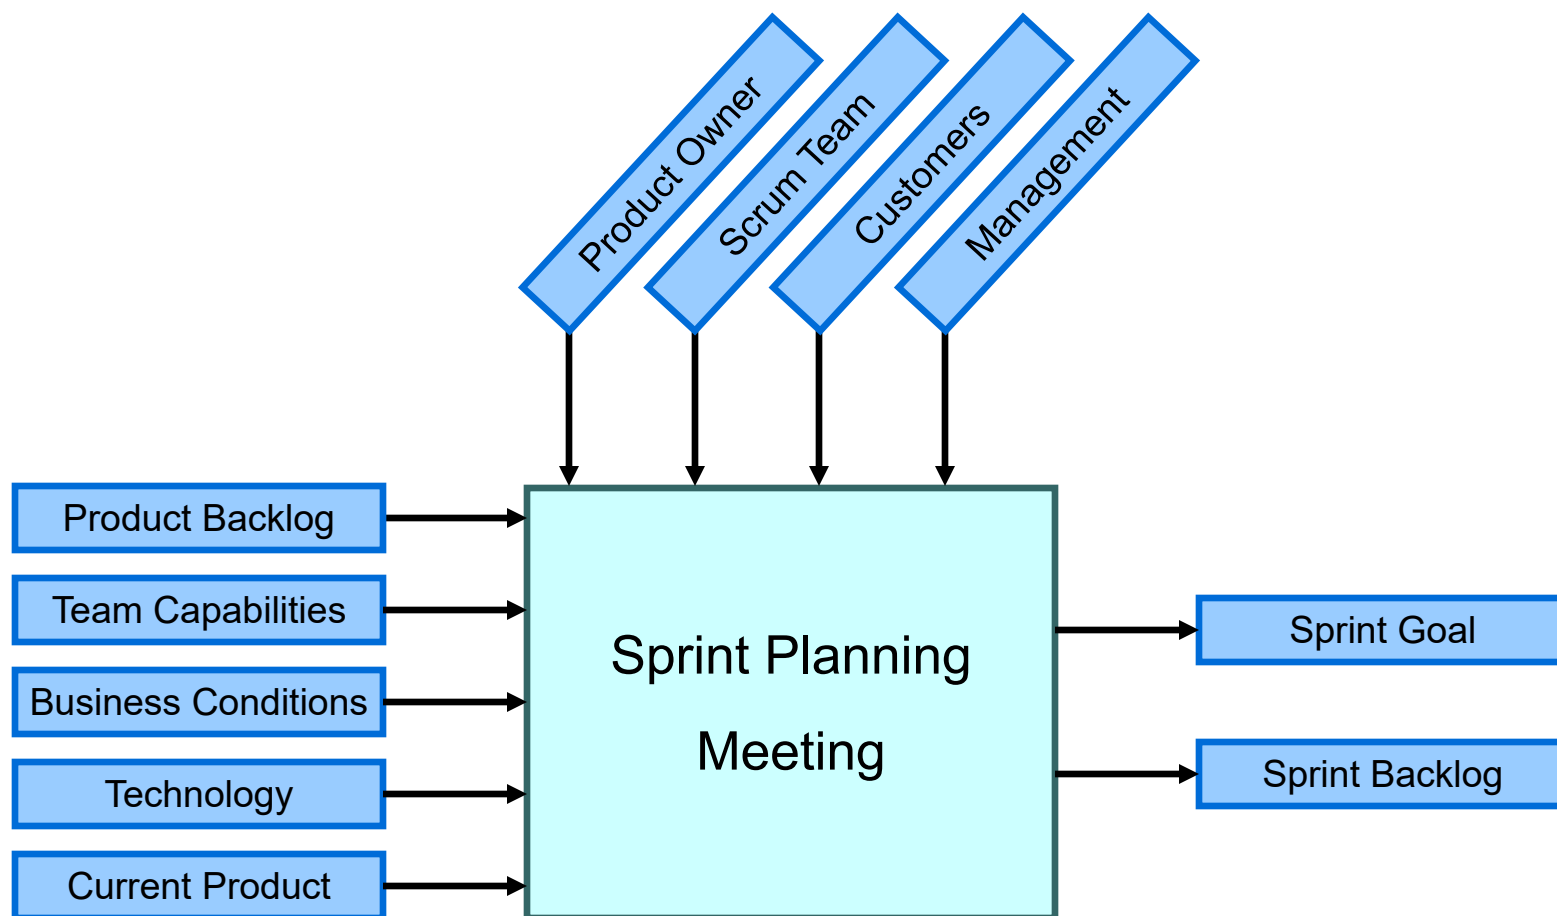 Product Owner
Scrum Team
Customers
Management
Product Backlog
Team Capabilities
Business Conditions
Technology
Current Product
Sprint Planning
Meeting
Sprint Goal
Sprint Backlog